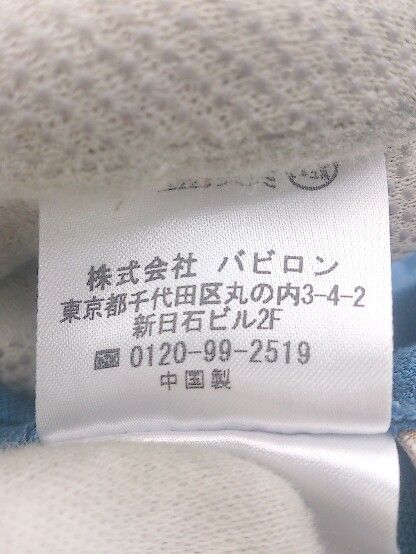 株式会社 バビロン
東京都千代田区丸の内3-4-2
新日石ビル2F
0120-99-2519
中国製